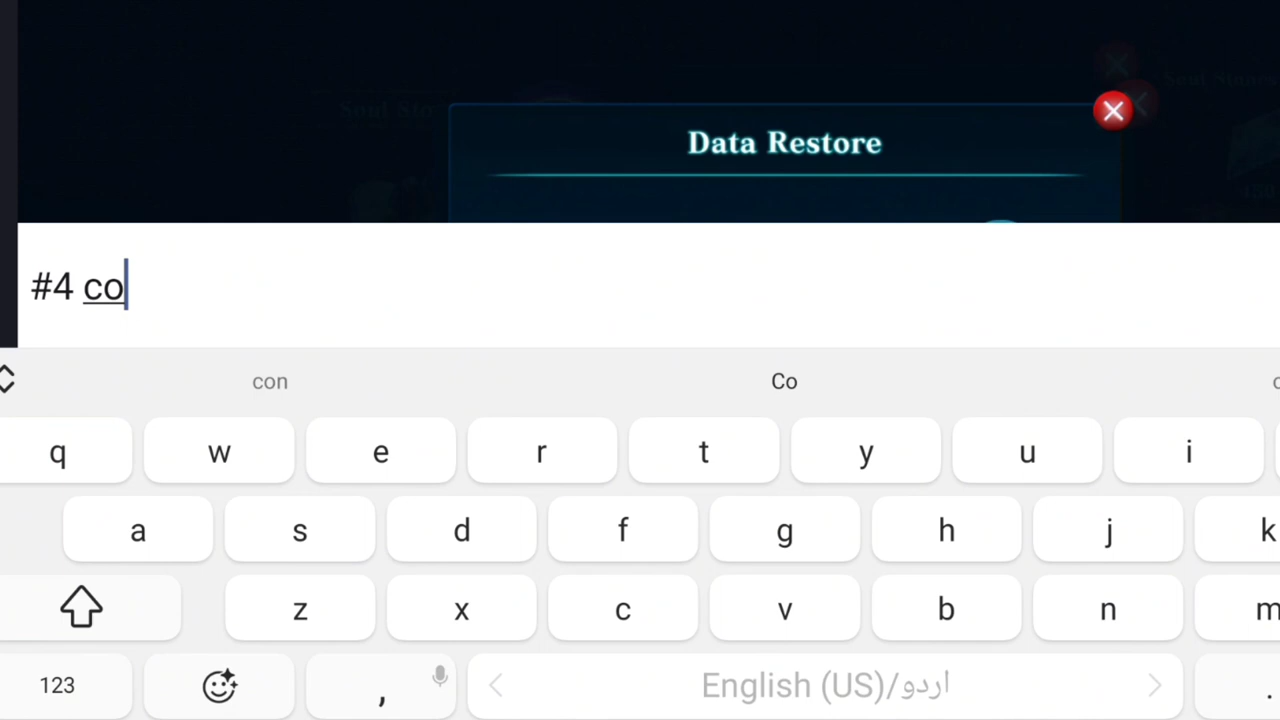 Data Restore
#4 co
con Co
q w e r t y u i
a s d f g h j k
z x c v b n m
123 , English (US)/اردو .